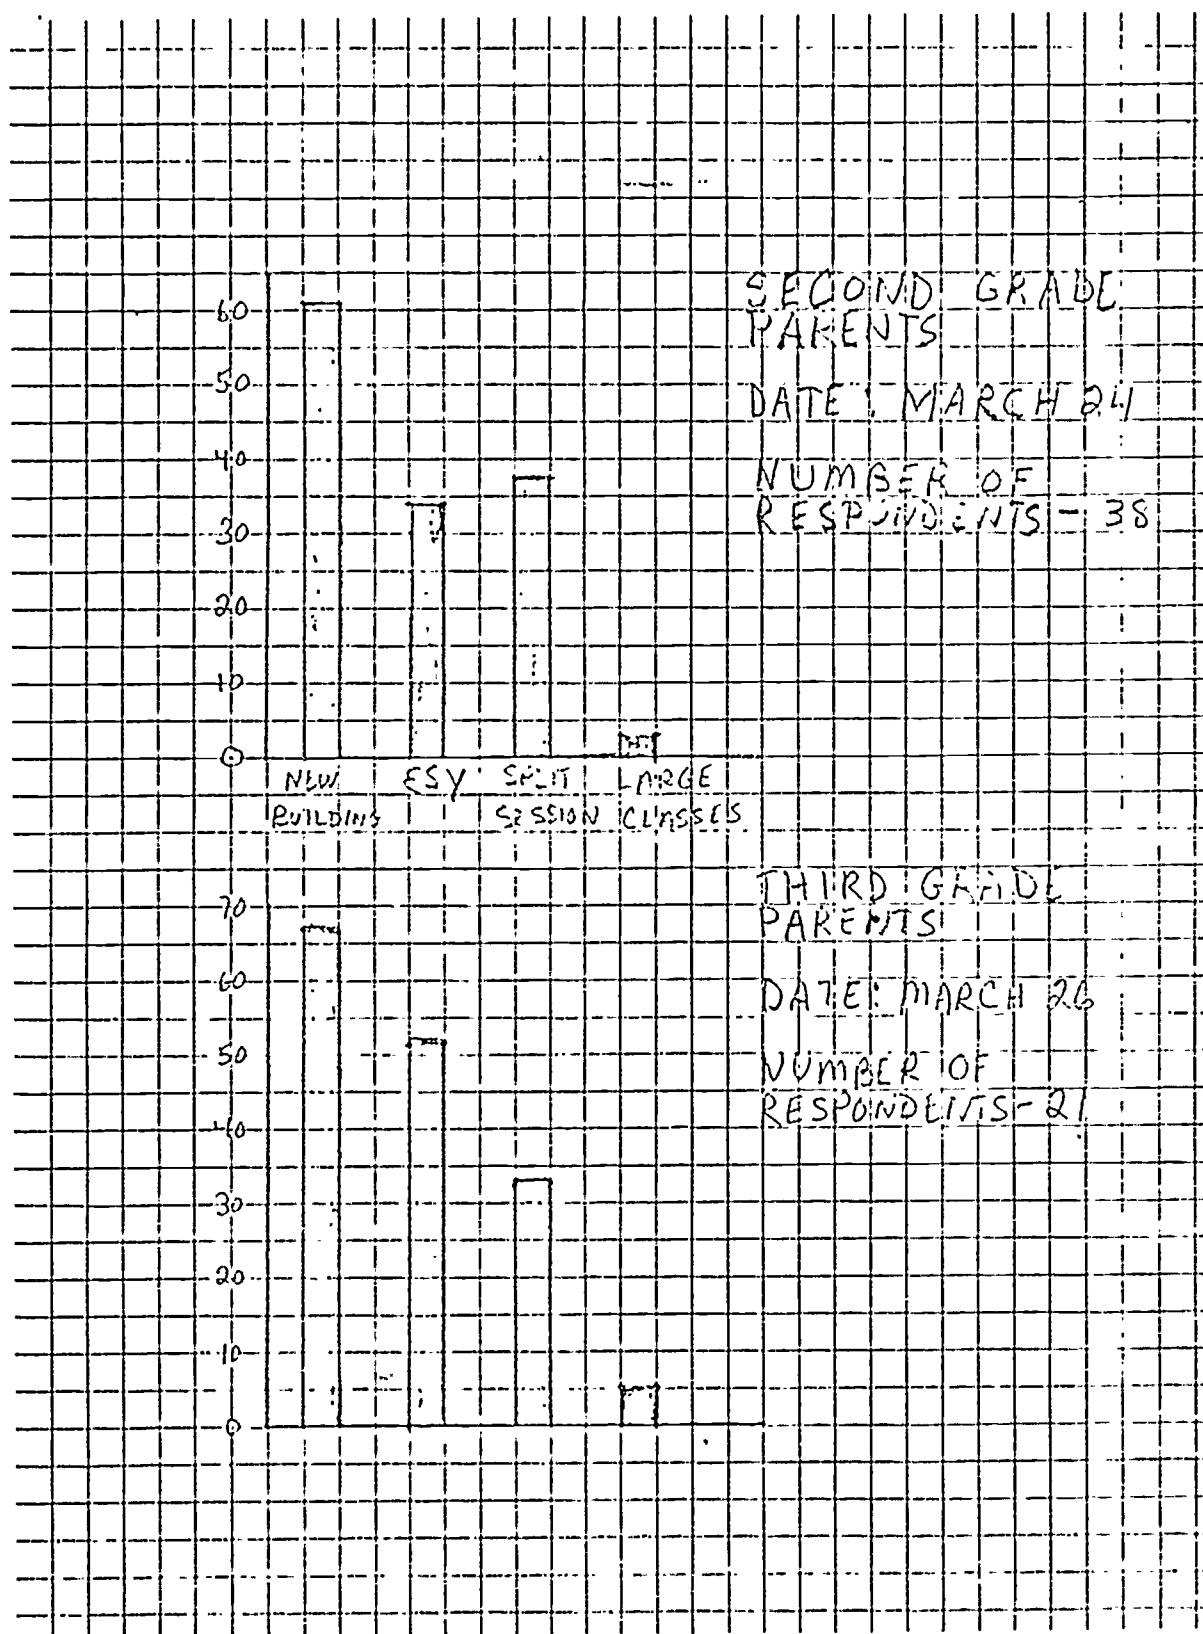 60
50
40
30
20
10
0
NEW ESY SPLIT LARGE
BUILDING SESSION CLASSES
SECOND GRADE
PARENTS
DATE: MARCH 24
NUMBER OF
RESPONDENTS - 38
70
60
50
40
30
20
10
0
THIRD GRADE
PARENTS
DATE: MARCH 26
NUMBER OF
RESPONDENTS - 21